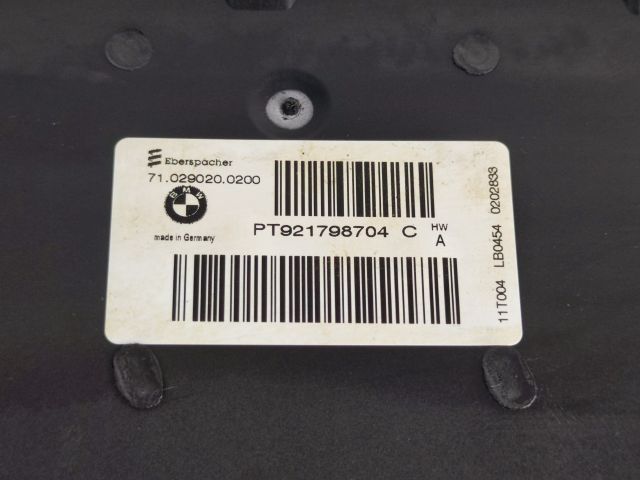 Eberspächer
71.029020.0200
BMW
made in Germany
PT921798704 C
HW
A
11T004 LB0454 0202833